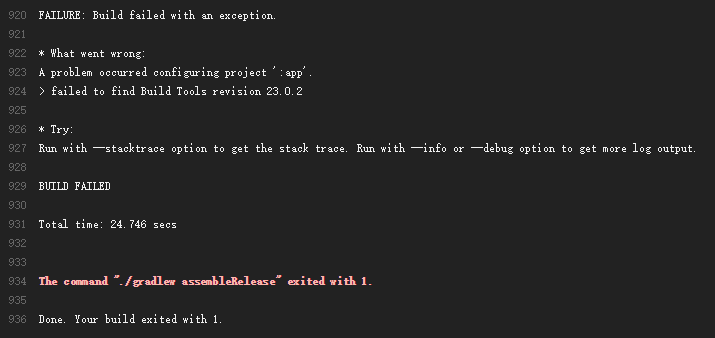 920 FAILURE: Build failed with an exception.
921
922 * What went wrong:
923 A problem occurred configuring project ':app'.
924 > failed to find Build Tools revision 23.0.2
925
926 * Try:
927 Run with --stacktrace option to get the stack trace. Run with --info or --debug option to get more log output.
928
929 BUILD FAILED
930
931 Total time: 24.746 secs
932
933
934 The command "./gradlew assembleRelease" exited with 1.
935
936 Done. Your build exited with 1.